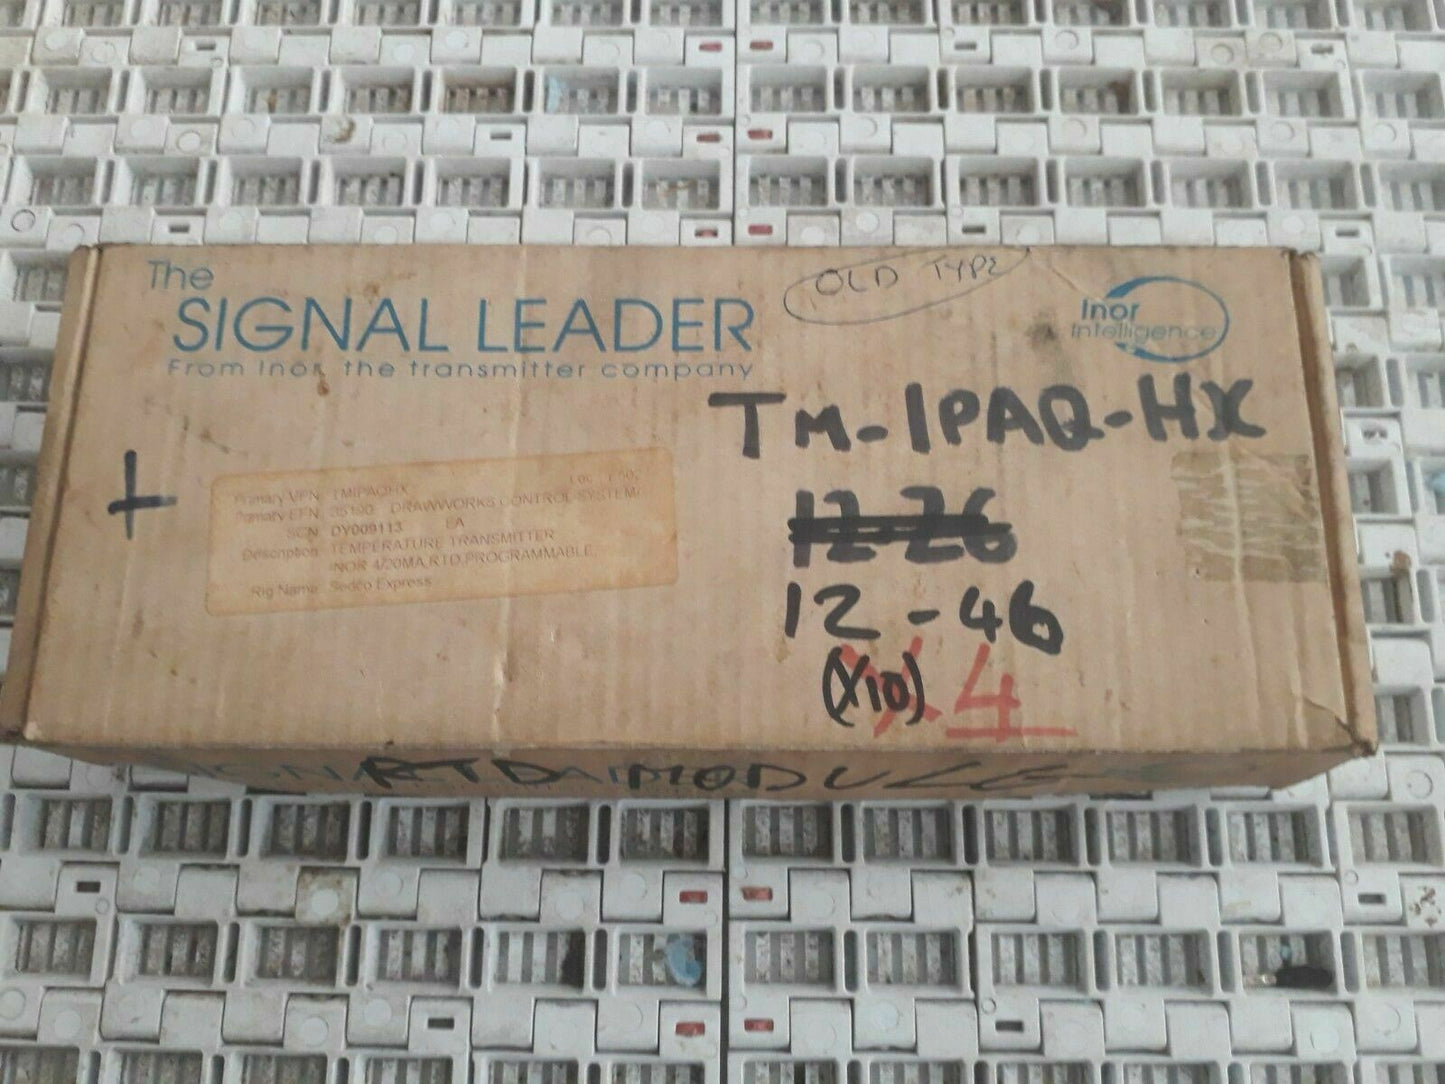 The
SIGNAL LEADER
From Inor, the transmitter company
OLD TYPE
Inor
Intelligence
TM-IPAQ-HX
12-26
12-46
(X10) X 4
Primary VPN: TMIPAQHX
Primary EFN: DRAWWORKS CONTROL SYSTEM/
SCN: DY009113 EA
Description: TEMPERATURE TRANSMITTER
INOR 4/20MA,RTD,PROGRAMMABLE,
Rig Name: Sedco Express
RTD MODULE